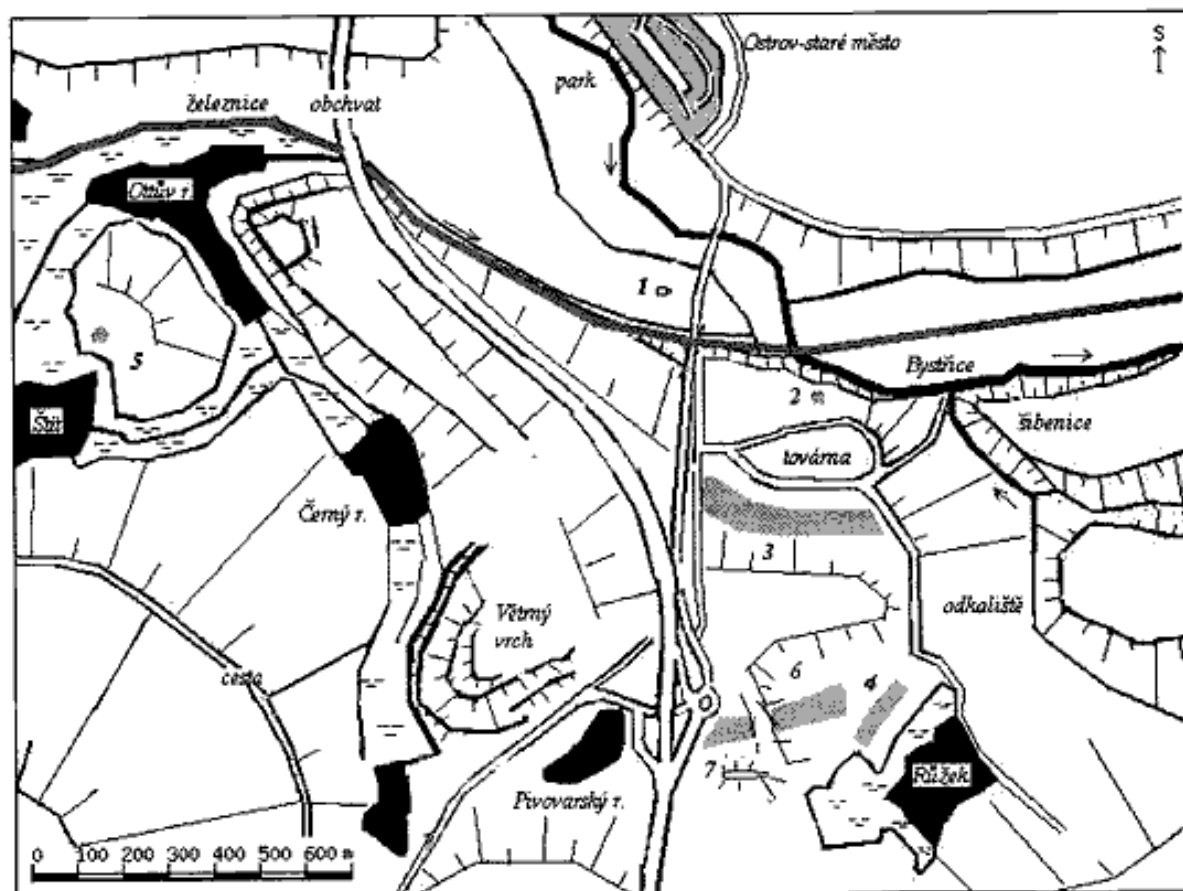 S
Ostrov-staré město
park
železnice
obchvat
Ottův r.
1
5
Bystřice
2
Štít
šibenice
továrna
Černý r.
3
odkaliště
Větrný
vrch
cesta
6
4
7
Růžek
Pivovarský r.
0 100 200 300 400 500 600 m